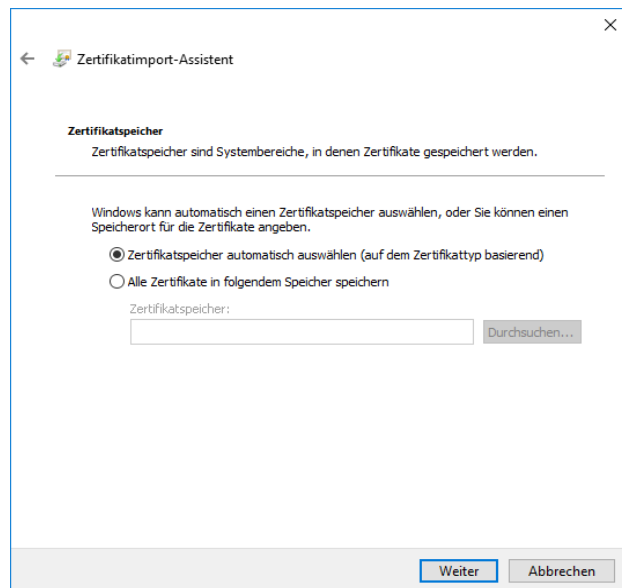 Zertifikatimport-Assistent
Zertifikatspeicher
Zertifikatspeicher sind Systembereiche, in denen Zertifikate gespeichert werden.
Windows kann automatisch einen Zertifikatspeicher auswählen, oder Sie können einen
Speicherort für die Zertifikate angeben.
Zertifikatspeicher automatisch auswählen (auf dem Zertifikattyp basierend)
Alle Zertifikate in folgendem Speicher speichern
Zertifikatspeicher:
Durchsuchen...
Weiter Abbrechen